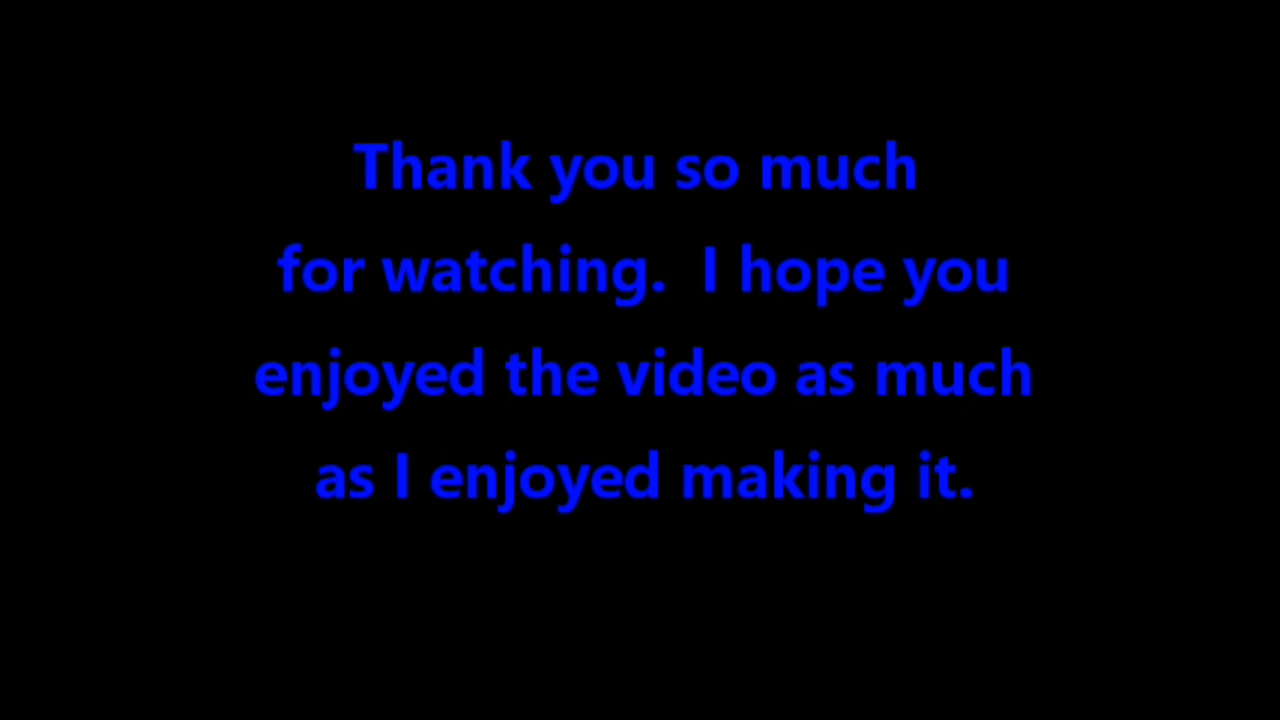 Thank you so much
for watching.  I hope you
enjoyed the video as much
as I enjoyed making it.